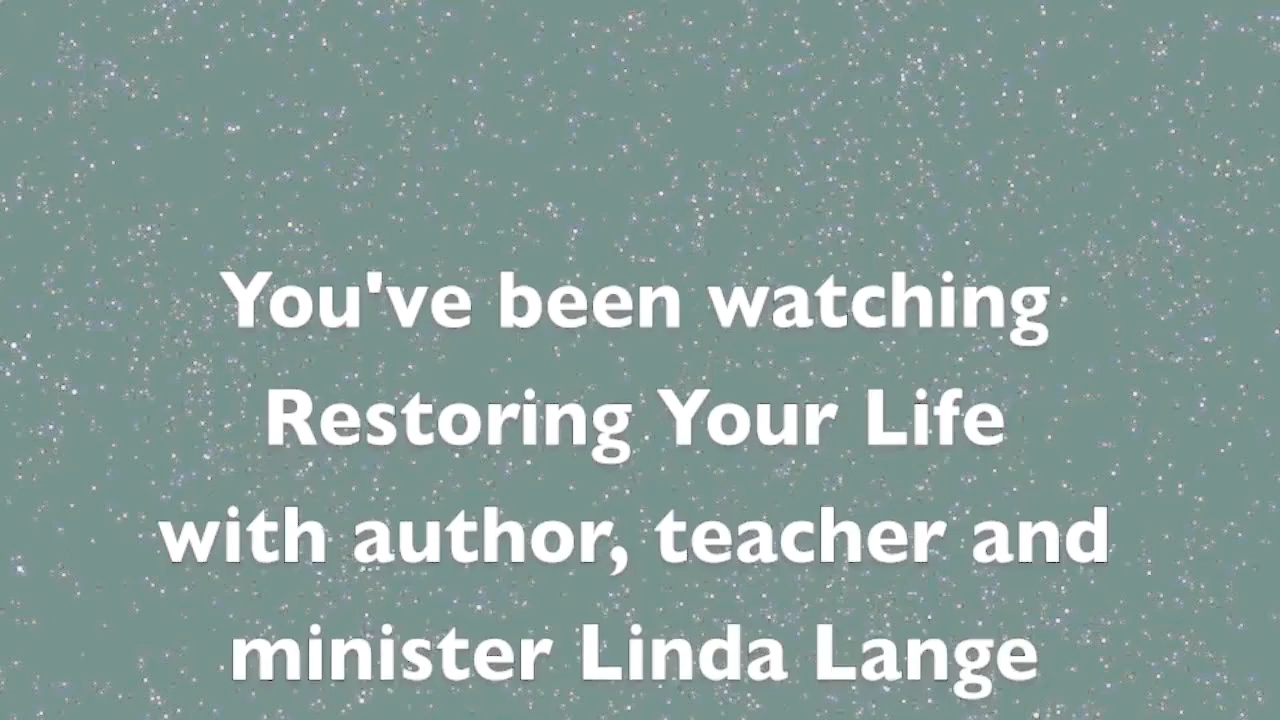 You've been watching
Restoring Your Life
with author, teacher and
minister Linda Lange